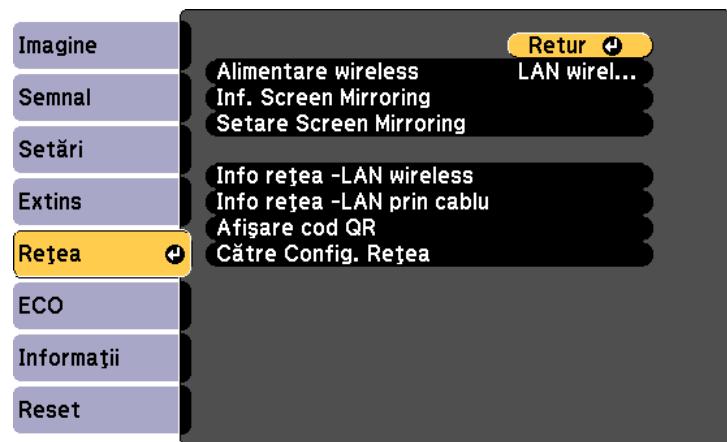 Imagine
Semnal
Setări
Extins
Reţea
ECO
Informaţii
Reset
Retur
Alimentare wireless LAN wirel...
Inf. Screen Mirroring
Setare Screen Mirroring
Info reţea -LAN wireless
Info reţea -LAN prin cablu
Afişare cod QR
Către Config. Reţea